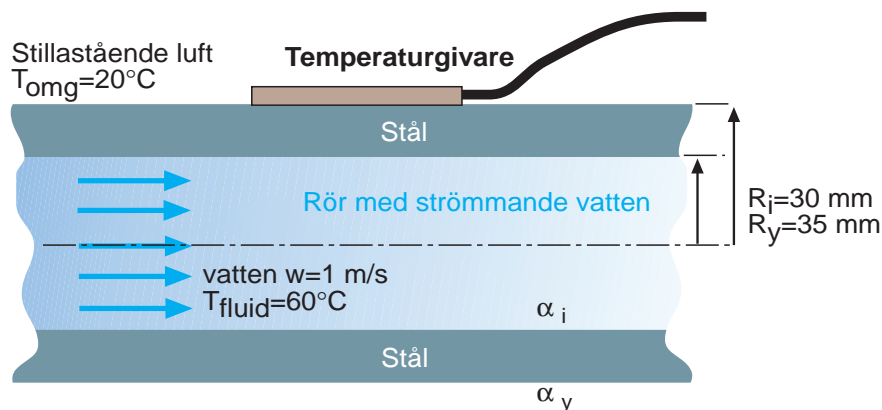 Stillastående luft
Tomg=20°C
Temperaturgivare
Stål
Rör med strömmande vatten
Ri=30 mm
Ry=35 mm
vatten w=1 m/s
Tfluid=60°C
α i
Stål
α y